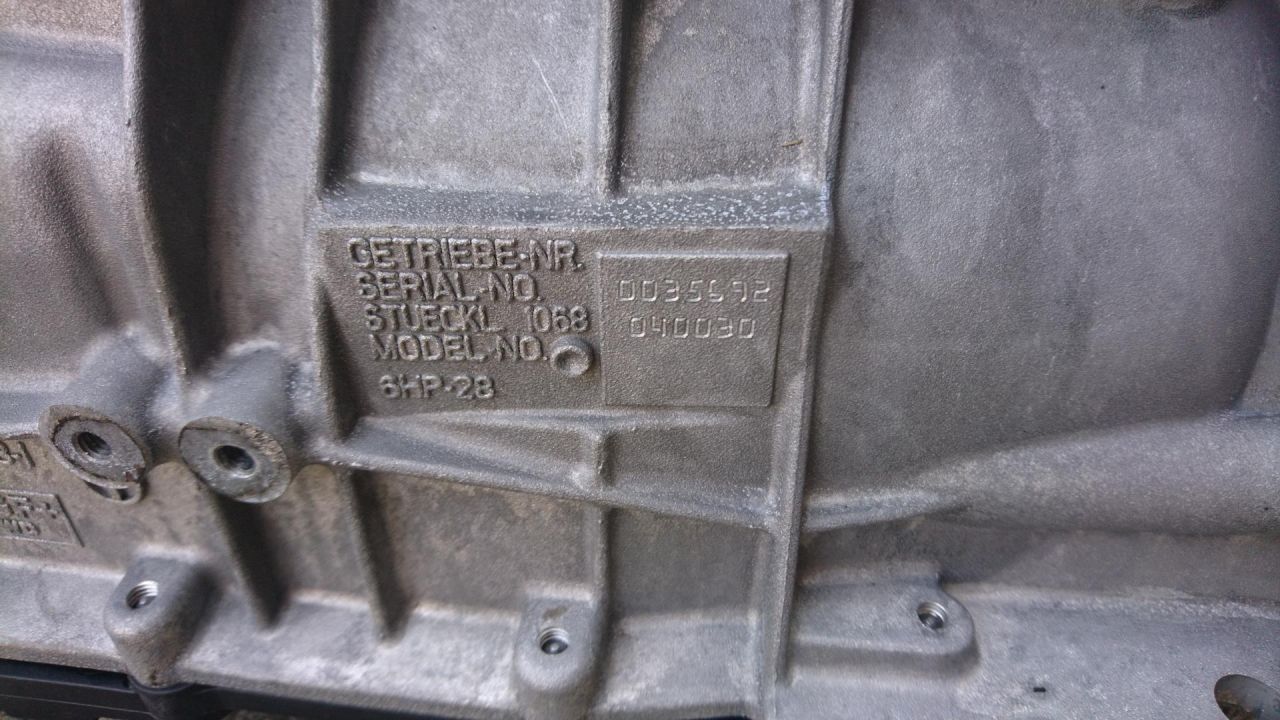 GETRIEBE-NR.
SERIAL-NO.
STUECKL 1068
MODEL-NO.
6HP-28
0035692
040030